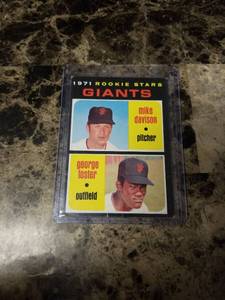 1971 ROOKIE STARS
GIANTS
mike
davison
pitcher
george
foster
outfield